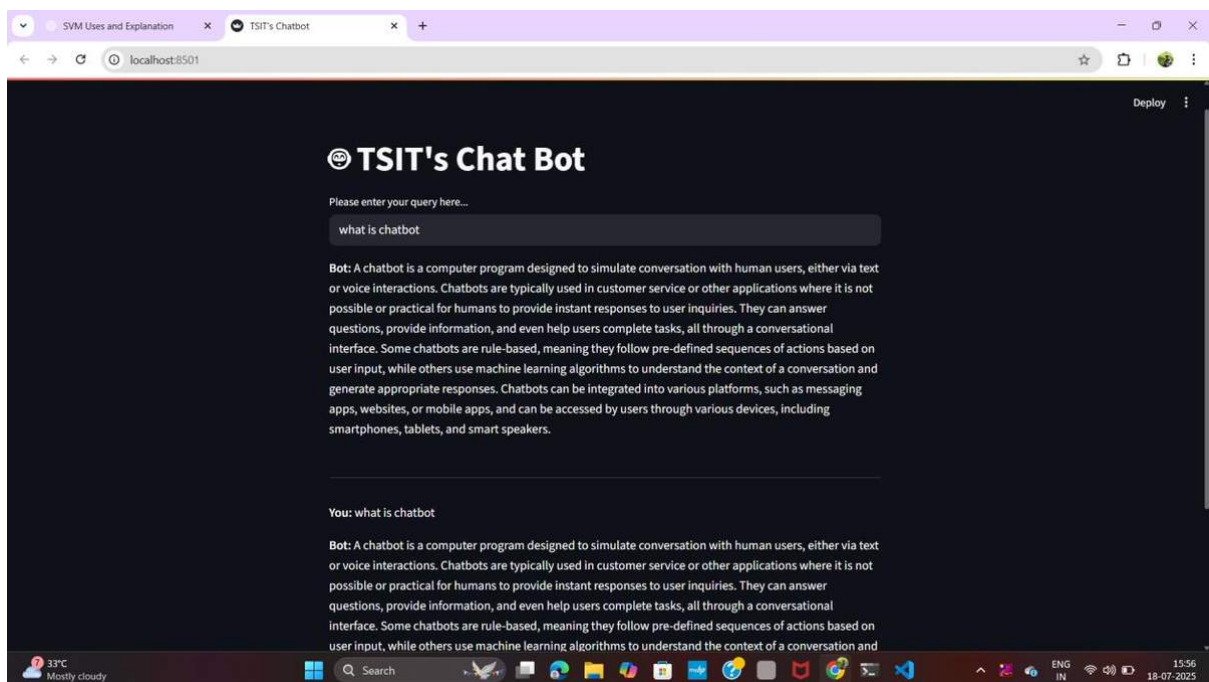 SVM Uses and Explanation
TSIT's Chatbot
localhost:8501
Deploy
TSIT's Chat Bot
Please enter your query here...
what is chatbot
Bot: A chatbot is a computer program designed to simulate conversation with human users, either via text
or voice interactions. Chatbots are typically used in customer service or other applications where it is not
possible or practical for humans to provide instant responses to user inquiries. They can answer
questions, provide information, and even help users complete tasks, all through a conversational
interface. Some chatbots are rule-based, meaning they follow pre-defined sequences of actions based on
user input, while others use machine learning algorithms to understand the context of a conversation and
generate appropriate responses. Chatbots can be integrated into various platforms, such as messaging
apps, websites, or mobile apps, and can be accessed by users through various devices, including
smartphones, tablets, and smart speakers.
You: what is chatbot
Bot: A chatbot is a computer program designed to simulate conversation with human users, either via text
or voice interactions. Chatbots are typically used in customer service or other applications where it is not
possible or practical for humans to provide instant responses to user inquiries. They can answer
questions, provide information, and even help users complete tasks, all through a conversational
interface. Some chatbots are rule-based, meaning they follow pre-defined sequences of actions based on
user input, while others use machine learning algorithms to understand the context of a conversation and
33°C
Mostly cloudy
Search
ENG
IN
15:56
18-07-2025